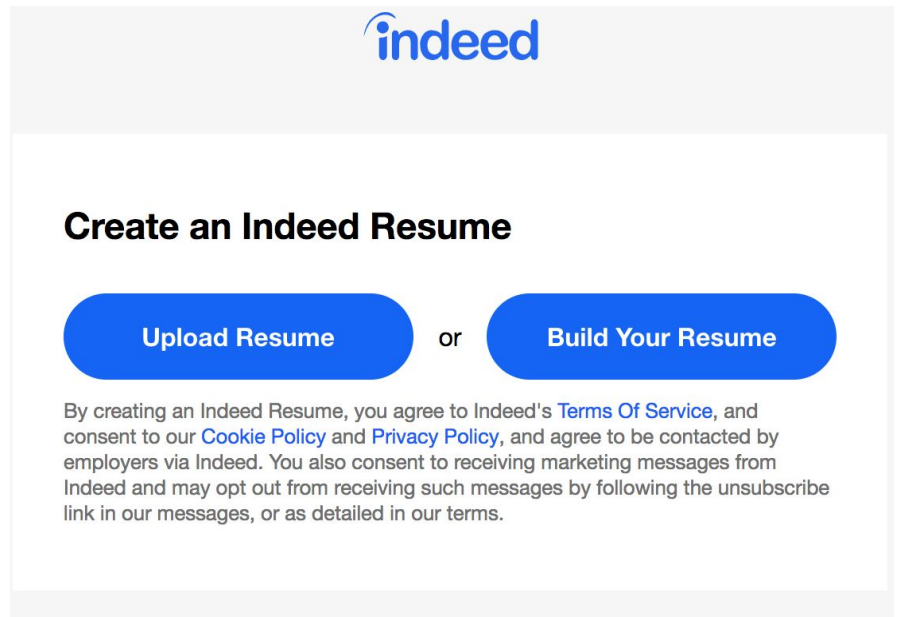 indeed
Create an Indeed Resume
Upload Resume or Build Your Resume
By creating an Indeed Resume, you agree to Indeed's Terms Of Service, and
consent to our Cookie Policy and Privacy Policy, and agree to be contacted by
employers via Indeed. You also consent to receiving marketing messages from
Indeed and may opt out from receiving such messages by following the unsubscribe
link in our messages, or as detailed in our terms.